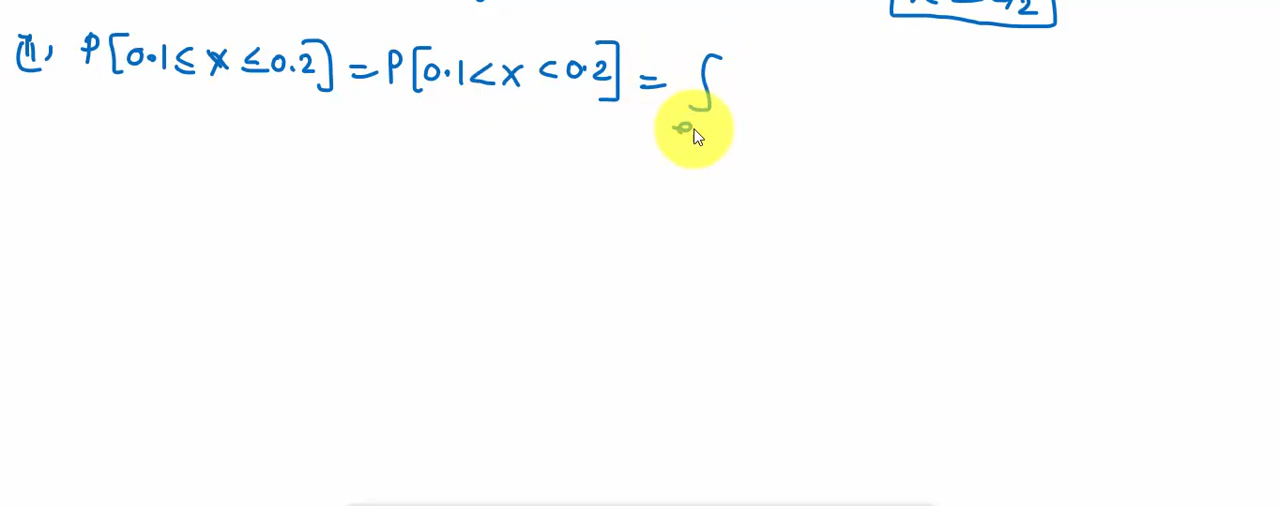 (ii) P[0.1 ≤ X ≤ 0.2] = P[0.1 < X < 0.2] = ∫